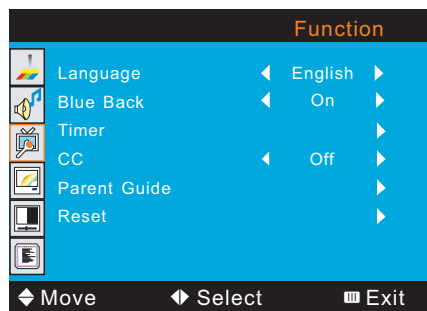 Function
Language English
Blue Back On
Timer
CC Off
Parent Guide
Reset
Move Select Exit